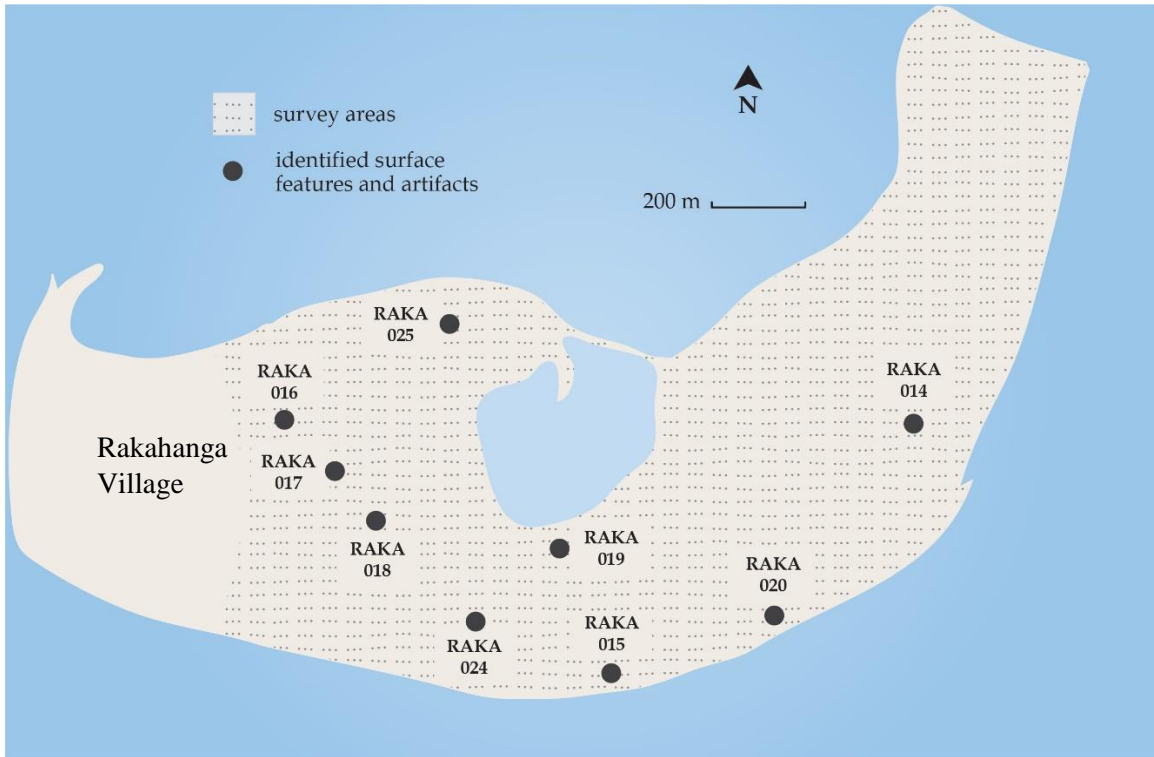 survey areas
identified surface
features and artifacts
N
200 m
RAKA
025
RAKA
016
RAKA
014
Rakahanga
Village
RAKA
017
RAKA
018
RAKA
019
RAKA
020
RAKA
024
RAKA
015